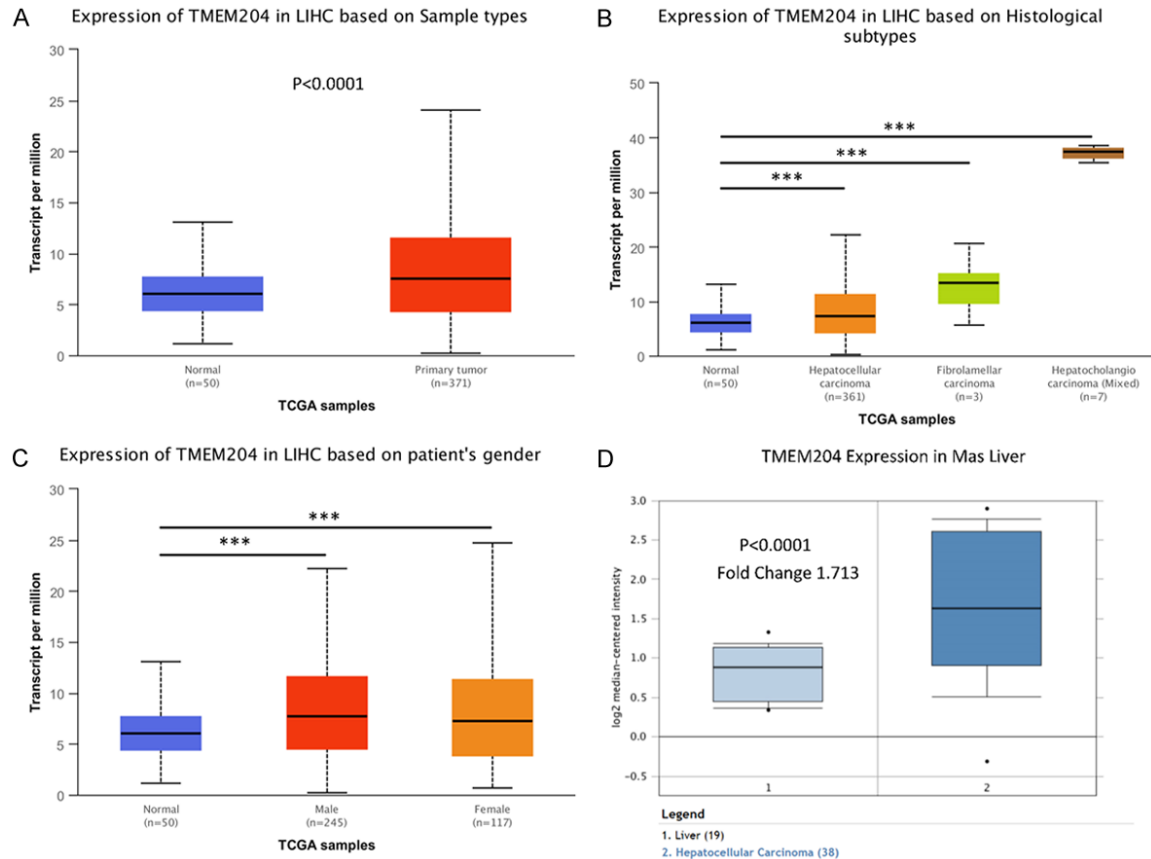 A
Expression of TMEM204 in LIHC based on Sample types
30
25
20
15
10
5
0
Transcript per million
P<0.0001
Normal
(n=50)
Primary tumor
(n=371)
TCGA samples
B
Expression of TMEM204 in LIHC based on Histological
subtypes
50
40
30
20
10
0
Transcript per million
***
***
***
Normal
(n=50)
Hepatocellular
carcinoma
(n=361)
Fibrolamellar
carcinoma
(n=3)
Hepatocholangio
carcinoma (Mixed)
(n=7)
TCGA samples
C
Expression of TMEM204 in LIHC based on patient's gender
30
25
20
15
10
5
0
Transcript per million
***
***
Normal
(n=50)
Male
(n=245)
Female
(n=117)
TCGA samples
D
TMEM204 Expression in Mas Liver
3.0
2.5
2.0
1.5
1.0
0.5
0.0
-0.5
log2 median-centered intensity
P<0.0001
Fold Change 1.713
1 2
Legend
1. Liver (19)
2. Hepatocellular Carcinoma (38)